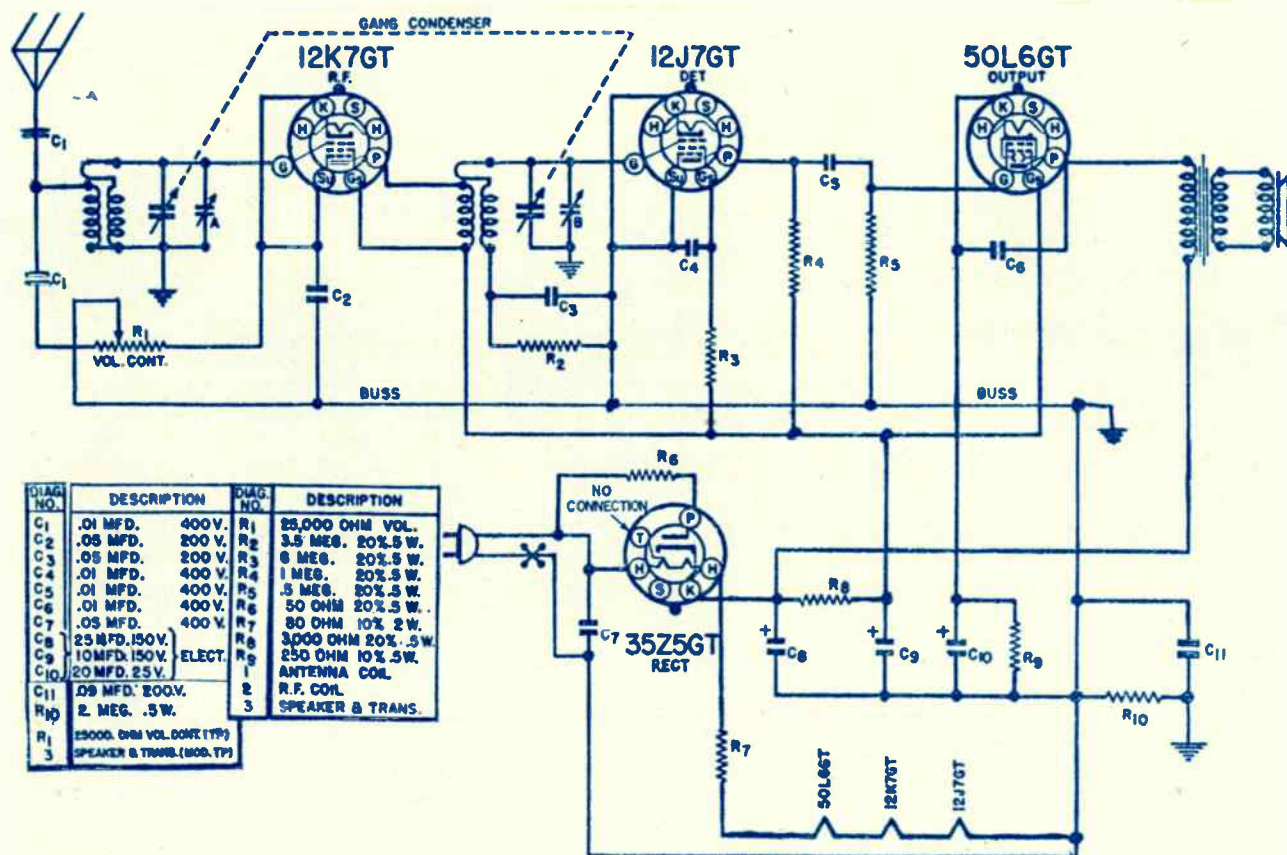 GANG CONDENSER
12K7GT
R.F.
12J7GT
DET
50L6GT
OUTPUT
K S
H H
G P
Su Gs
K S
H H
G P
Su Gs
K S
H H
P
G Gs
A
C1
A
B
C5
C1
C2
C3
C4
R4
R5
C6
R1
VOL. CONT.
R2
R3
BUSS
BUSS
R6
NO
CONNECTION
P
T
H H
S K
C7
35Z5GT
RECT
R8
C8
C9
C10
R9
C11
R10
R7
50L6GT
12K7GT
12J7GT
+ + +
DIAG. NO. DESCRIPTION DIAG. NO. DESCRIPTION
C1 .01 MFD. 400 V. R1 25,000 OHM VOL.
C2 .05 MFD. 200 V. R2 3.5 MEG. 20% .5 W.
C3 .05 MFD. 200 V. R3 6 MEG. 20% .5 W.
C4 .01 MFD. 400 V. R4 1 MEG. 20% .5 W.
C5 .01 MFD. 400 V. R5 .5 MEG. 20% .5 W.
C6 .01 MFD. 400 V. R6 50 OHM 20% .5 W.
C7 .05 MFD. 400 V. R7 80 OHM 10% 2 W.
C8 25 MFD. 150 V. R8 3,000 OHM 20% .5 W.
C9 10 MFD. 150 V. ELECT. R9 250 OHM 10% .5 W.
C10 20 MFD. 25 V. 1 ANTENNA COIL
C11 .09 MFD. 200 V. 2 R.F. COIL
R10 2 MEG. .5 W. 3 SPEAKER & TRANS.
R1 25000. OHM VOL. CONT. (TP)
3 SPEAKER & TRANS. (MOD. TP)